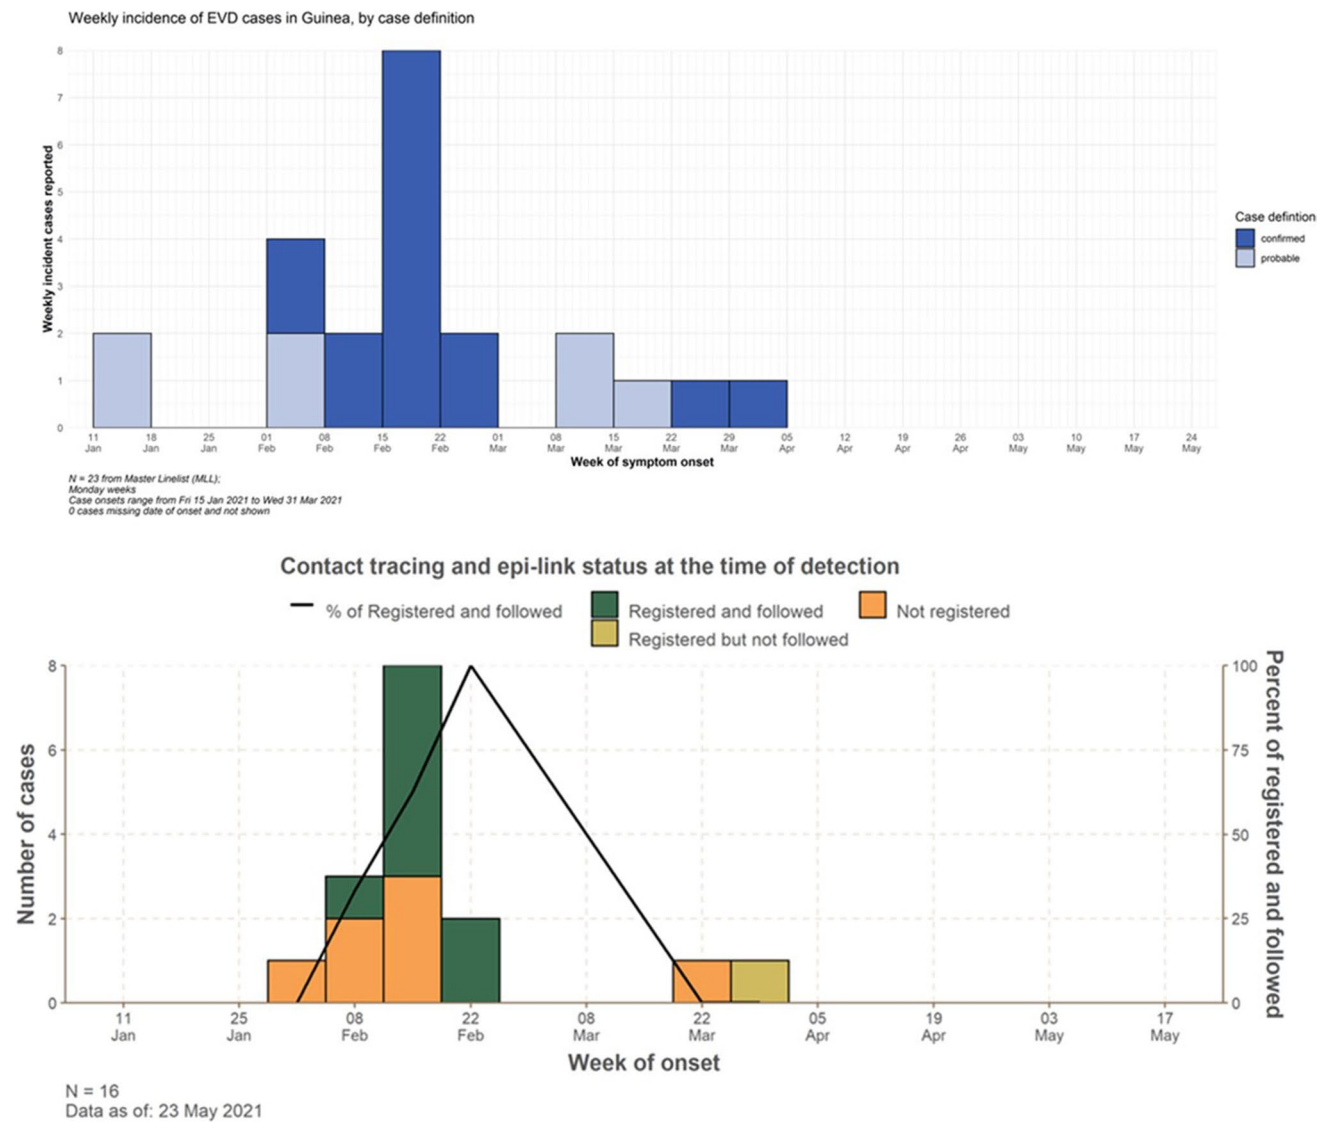 Weekly incidence of EVD cases in Guinea, by case definition
Weekly incident cases reported
8
7
6
5
4
3
2
1
0
11 18 25 01 08 15 22 01 08 15 22 29 05 12 19 26 03 10 17 24
Jan Jan Jan Feb Feb Feb Feb Mar Mar Mar Mar Mar Apr Apr Apr Apr May May May May
Week of symptom onset
Case defintion
confirmed
probable
N = 23 from Master Linelist (MLL);
Monday weeks
Case onsets range from Fri 15 Jan 2021 to Wed 31 Mar 2021
0 cases missing date of onset and not shown
Contact tracing and epi-link status at the time of detection
% of Registered and followed Registered and followed Not registered
Registered but not followed
Number of cases
8
6
4
2
0
100
75
50
25
0
Percent of registered and followed
11 25 08 22 08 22 05 19 03 17
Jan Jan Feb Feb Mar Mar Apr Apr May May
Week of onset
N = 16
Data as of: 23 May 2021